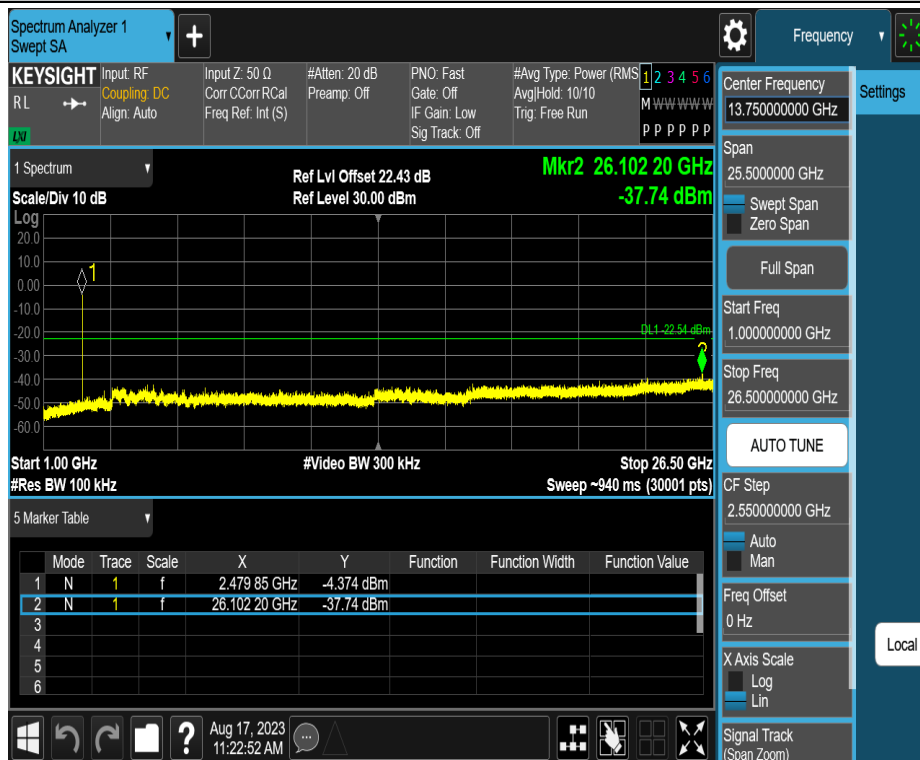 Spectrum Analyzer 1
Swept SA
+
Frequency
KEYSIGHT
RL
LXI
Input: RF
Coupling: DC
Align: Auto
Input Z: 50 Ω
Corr CCorr RCal
Freq Ref: Int (S)
#Atten: 20 dB
Preamp: Off
PNO: Fast
Gate: Off
IF Gain: Low
Sig Track: Off
#Avg Type: Power (RMS
Avg|Hold: 10/10
Trig: Free Run
1 2 3 4 5 6
M W W W W W
P P P P P P
1 Spectrum
Scale/Div 10 dB
Ref Lvl Offset 22.43 dB
Ref Level 30.00 dBm
Mkr2 26.102 20 GHz
-37.74 dBm
Log
20.0
10.0
0.00
-10.0
-20.0
-30.0
-40.0
-50.0
-60.0
1
DL1 -22.54 dBm
Start 1.00 GHz
#Video BW 300 kHz
Stop 26.50 GHz
#Res BW 100 kHz
Sweep ~940 ms (30001 pts)
5 Marker Table
Mode Trace Scale X Y Function Function Width Function Value
1 N 1 f 2.479 85 GHz -4.374 dBm
2 N 1 f 26.102 20 GHz -37.74 dBm
3
4
5
6
?
Aug 17, 2023
11:22:52 AM
Center Frequency
13.750000000 GHz
Settings
Span
25.5000000 GHz
Swept Span
Zero Span
Full Span
Start Freq
1.000000000 GHz
Stop Freq
26.500000000 GHz
AUTO TUNE
CF Step
2.550000000 GHz
Auto
Man
Freq Offset
0 Hz
Local
X Axis Scale
Log
Lin
Signal Track
(Span Zoom)